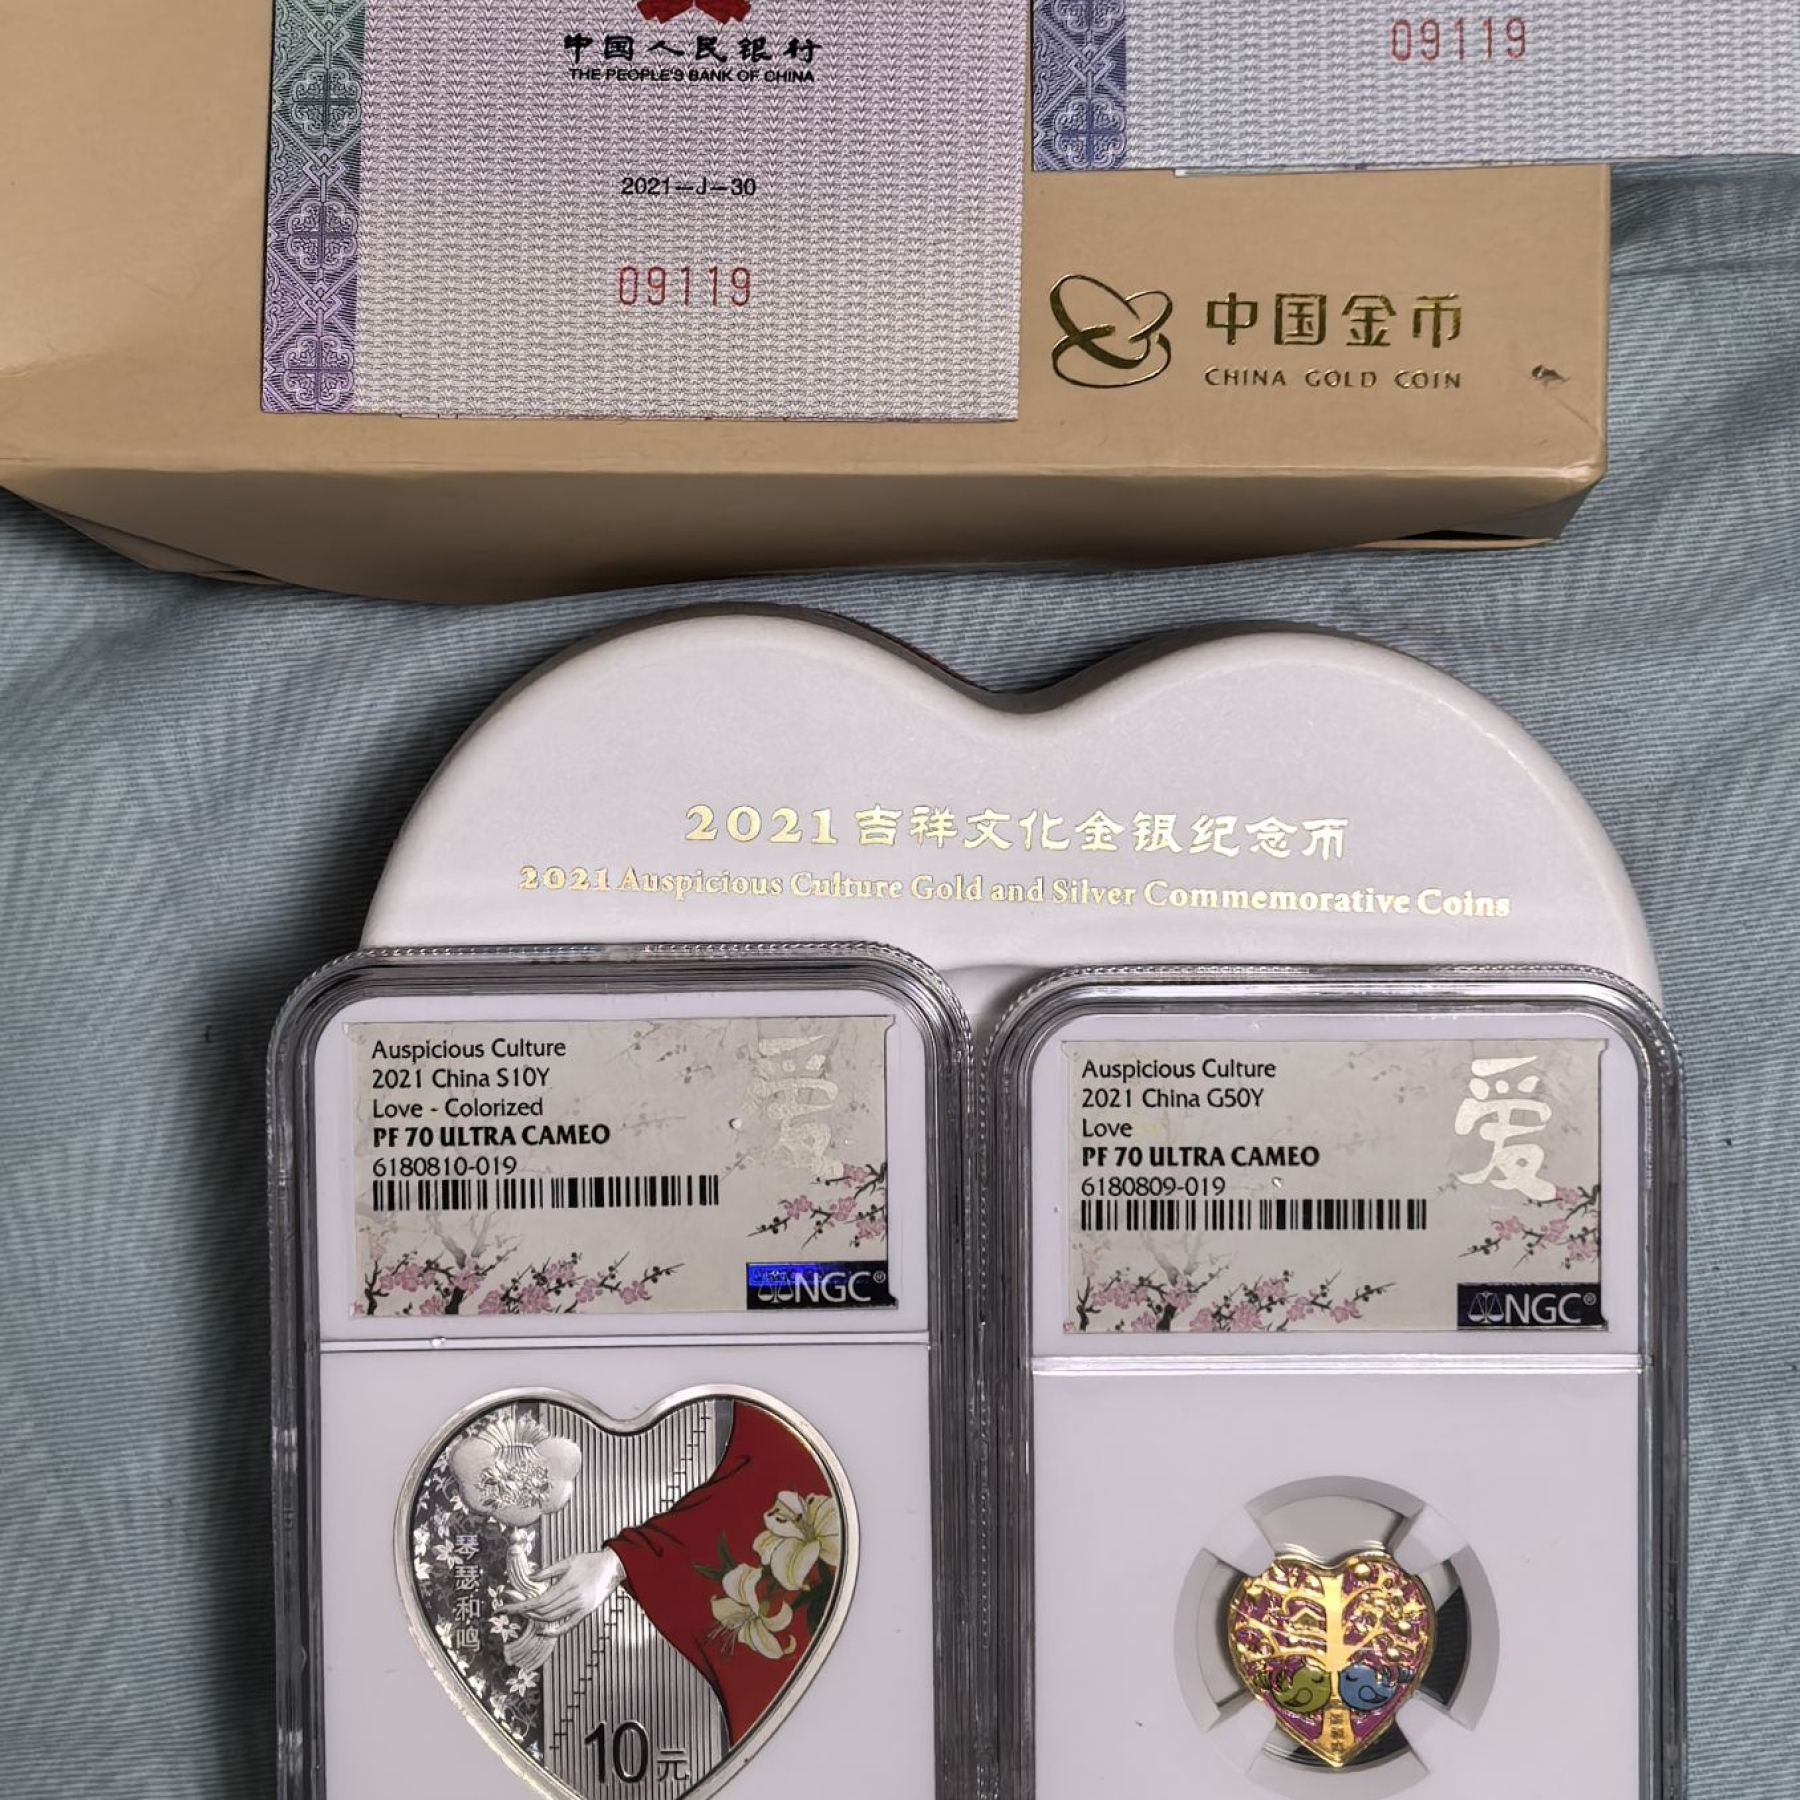 中国人民银行
THE PEOPLE'S BANK OF CHINA
2021—J—30
09119
09119
中国金币
CHINA GOLD COIN
2021 吉祥文化金银纪念币
2021 Auspicious Culture Gold and Silver Commemorative Coins
Auspicious Culture
2021 China S10Y
Love - Colorized
PF 70 ULTRA CAMEO
6180810-019
爱
NGC®
Auspicious Culture
2021 China G50Y
Love
PF 70 ULTRA CAMEO
6180809-019
爱
NGC®
琴瑟和鸣
10元